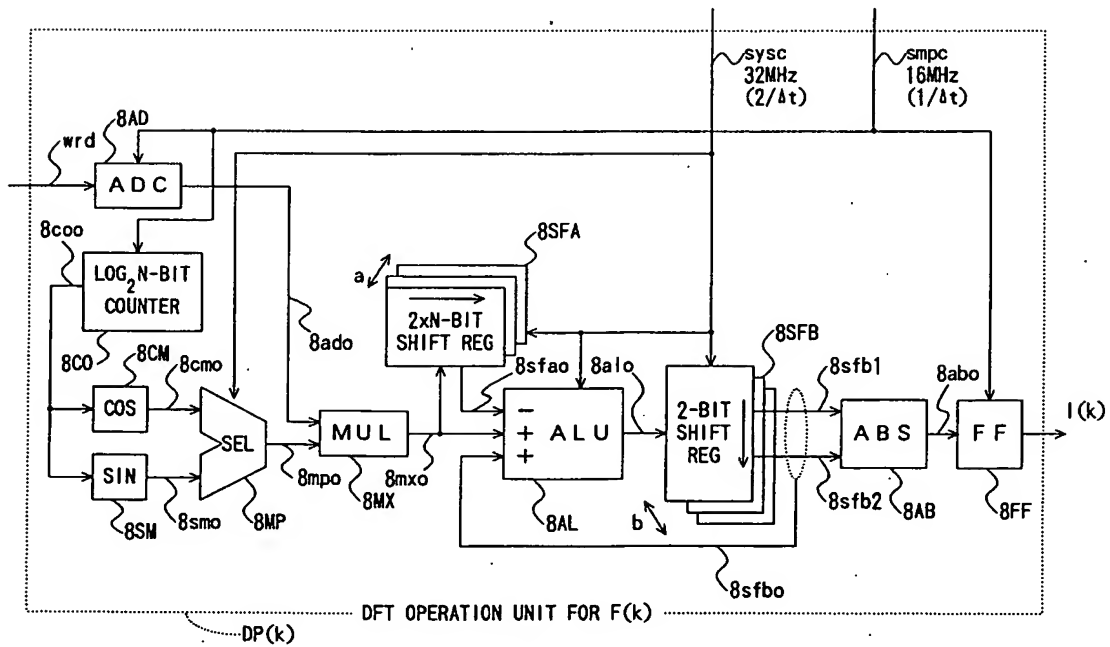 sysc
32MHz
(2/Δt)
smpc
16MHz
(1/Δt)
8AD
wrd
ADC
8coo
LOG2N-BIT
COUNTER
8CO
8ado
8SFA
a
2xN-BIT
SHIFT REG
8CM
8cmo
COS
SIN
8SM
8smo
SEL
8MP
8mpo
MUL
8MX
8mxo
8sfao
8alo
-
+
+
ALU
8AL
8SFB
2-BIT
SHIFT
REG
b
8sfb1
8sfb2
8sfbo
ABS
8AB
8abo
FF
8FF
I(k)
DFT OPERATION UNIT FOR F(k)
DP(k)